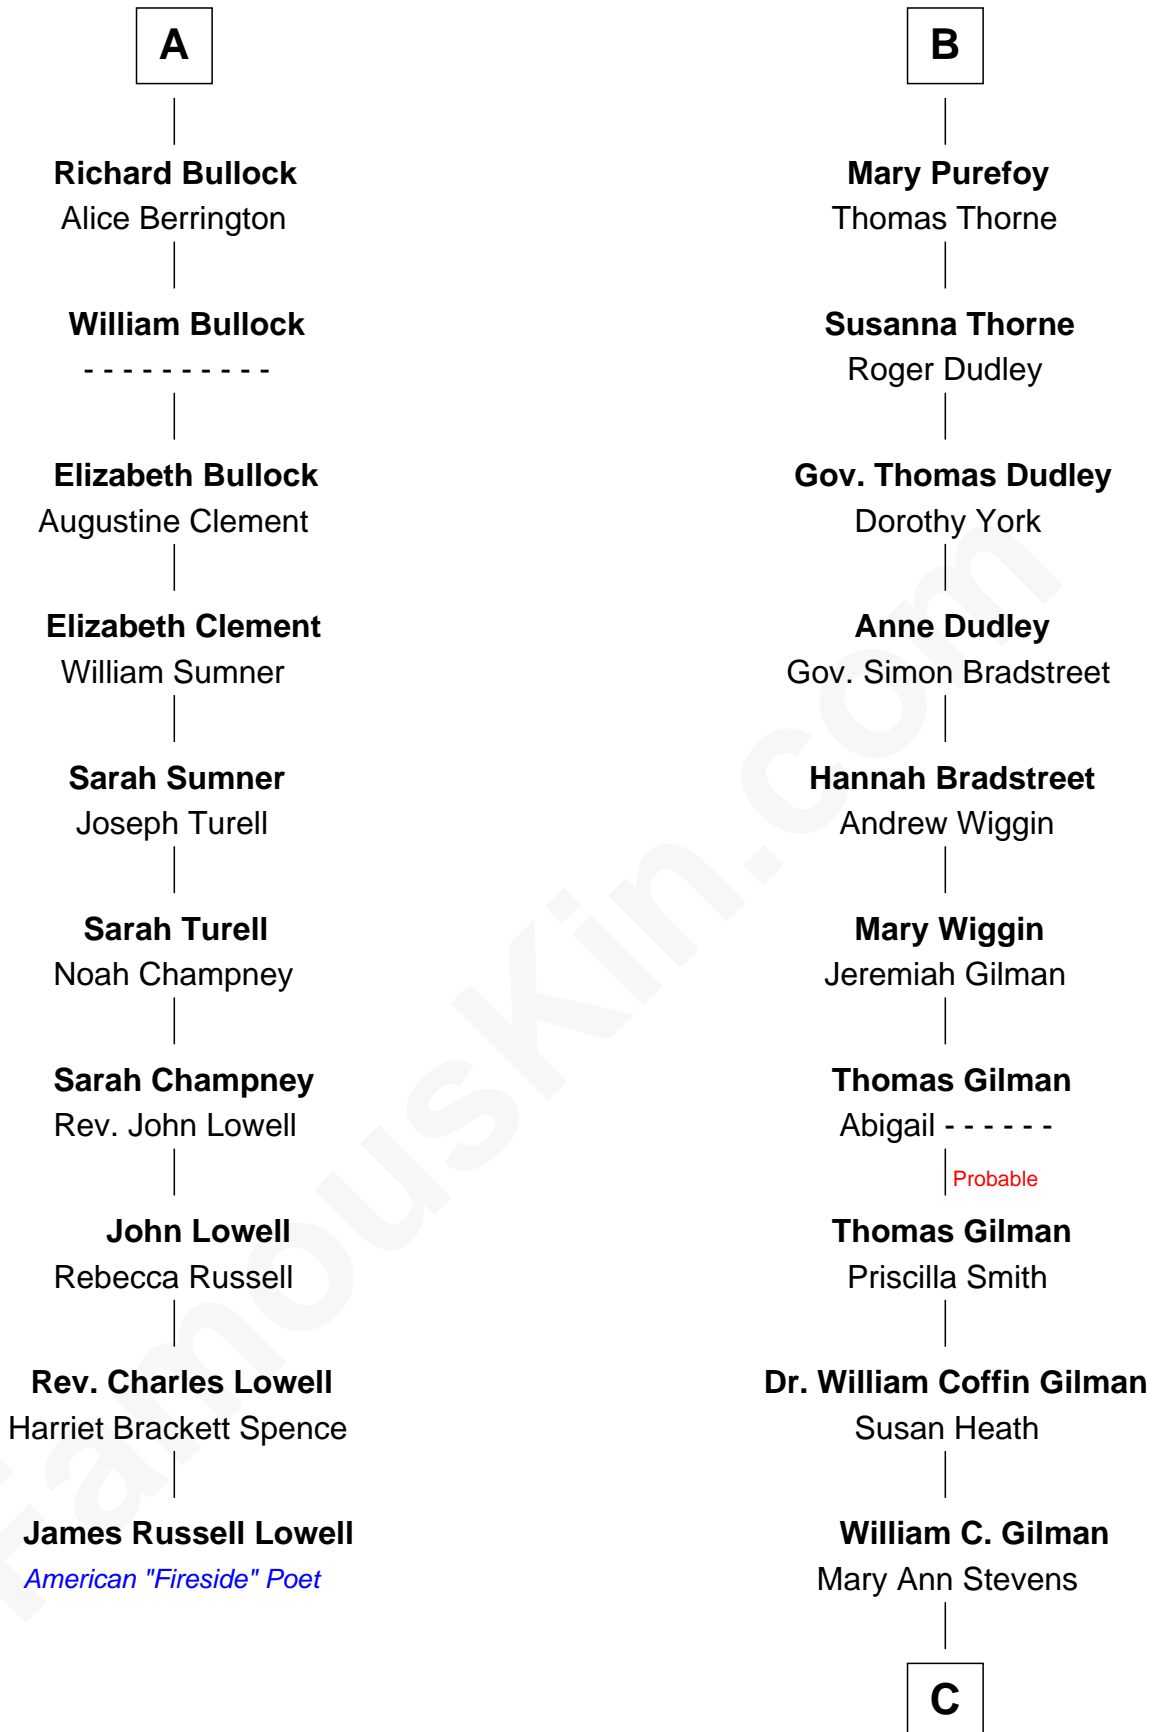 A
Richard Bullock
Alice Berrington
William Bullock
- - - - - - - - - -
Elizabeth Bullock
Augustine Clement
Elizabeth Clement
William Sumner
Sarah Sumner
Joseph Turell
Sarah Turell
Noah Champney
Sarah Champney
Rev. John Lowell
John Lowell
Rebecca Russell
Rev. Charles Lowell
Harriet Brackett Spence
James Russell Lowell
American "Fireside" Poet
B
Mary Purefoy
Thomas Thorne
Susanna Thorne
Roger Dudley
Gov. Thomas Dudley
Dorothy York
Anne Dudley
Gov. Simon Bradstreet
Hannah Bradstreet
Andrew Wiggin
Mary Wiggin
Jeremiah Gilman
Thomas Gilman
Abigail - - - - - -
Probable
Thomas Gilman
Priscilla Smith
Dr. William Coffin Gilman
Susan Heath
William C. Gilman
Mary Ann Stevens
C
FamousKin.com